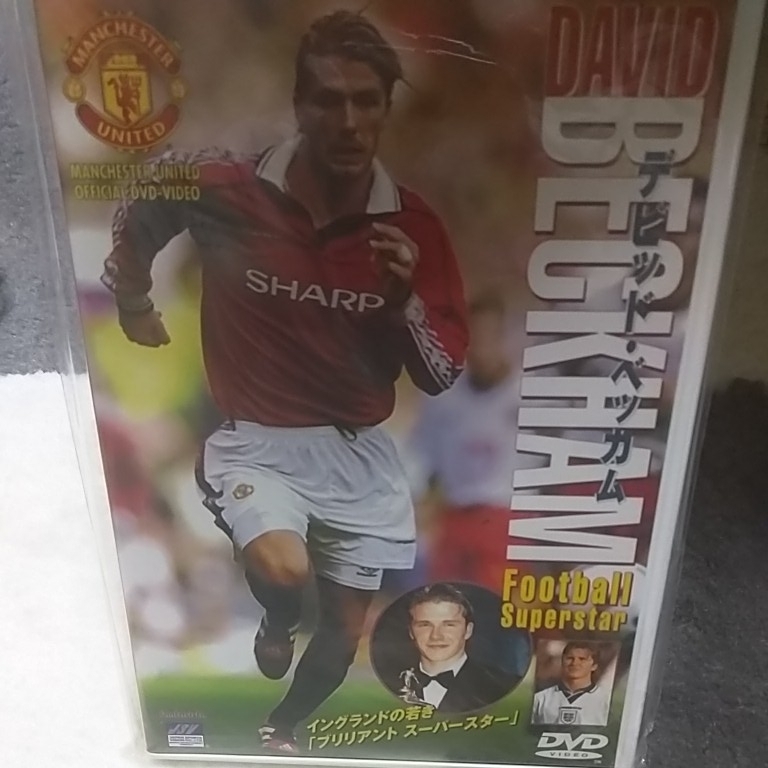 MANCHESTER
UNITED
MANCHESTER UNITED
OFFICIAL DVD-VIDEO
DAVID
BECKHAM
デビッド・ベッカム
SHARP
Football
Superstar
イングランドの若き
「ブリリアント スーパースター」
DVD
VIDEO